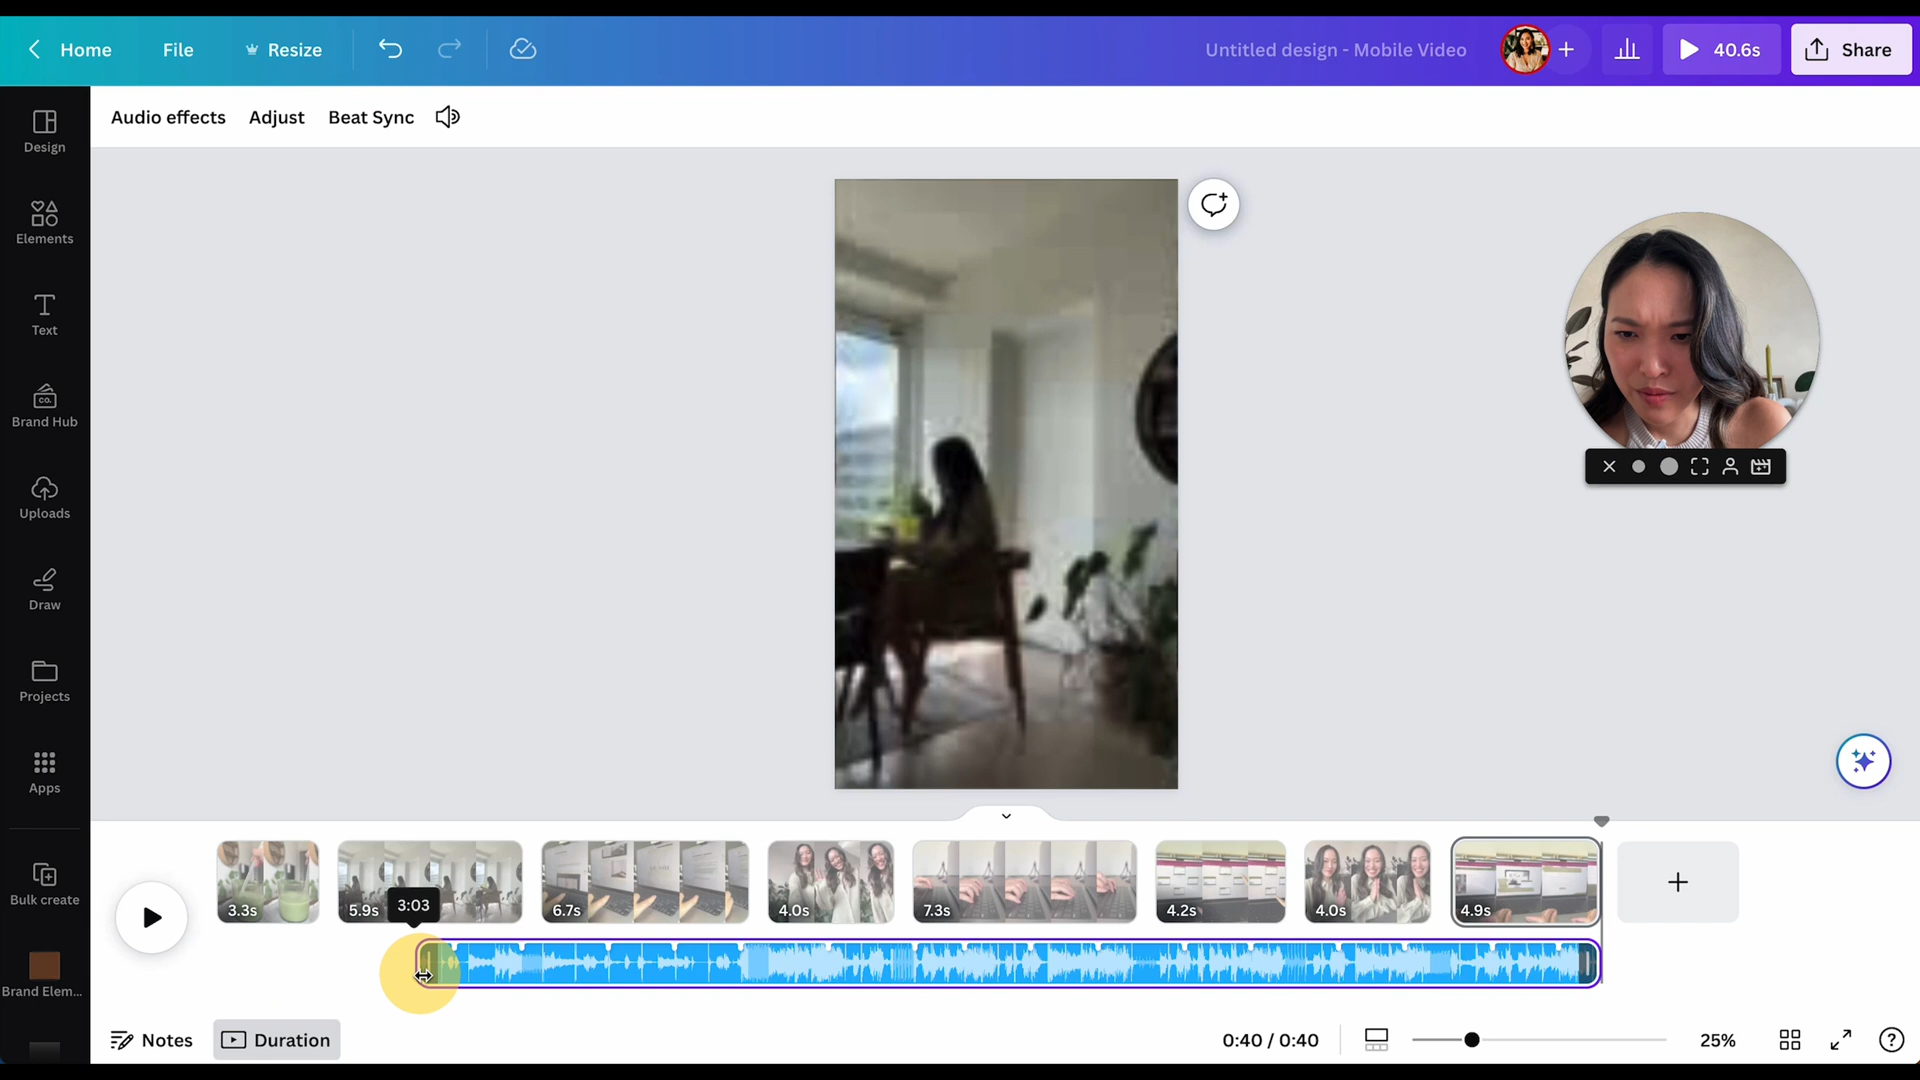 Home
File
Resize
Untitled design - Mobile Video
40.6s
Share
Audio effects
Adjust
Beat Sync
Design
Elements
Text
CO.
Brand Hub
Uploads
Draw
Projects
Apps
Bulk create
Brand Elem...
3.3s
5.9s
3:03
6.7s
4.0s
7.3s
4.2s
4.0s
4.9s
Notes
Duration
0:40 / 0:40
25%